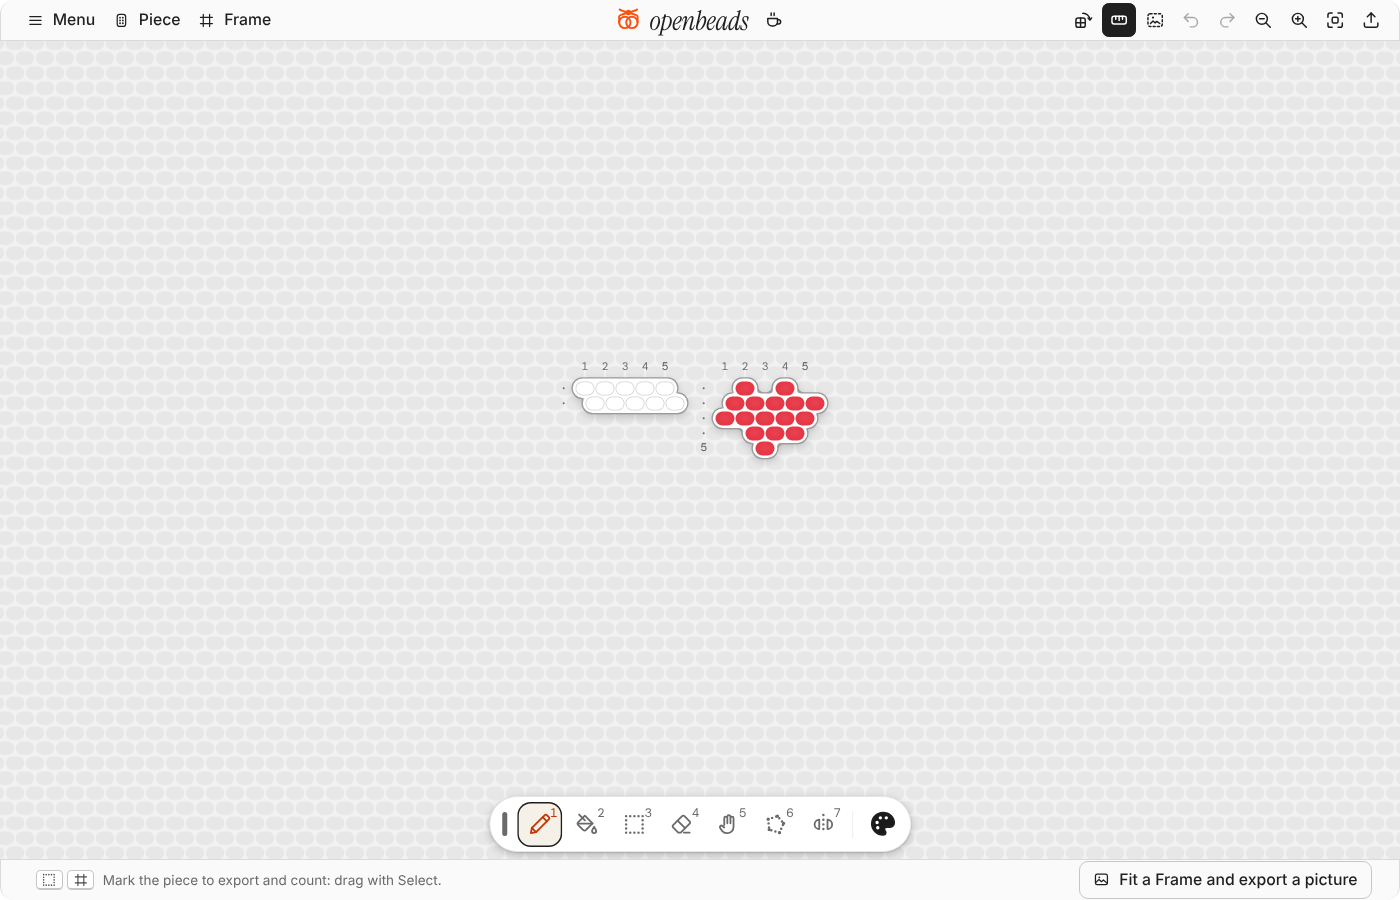 Menu Piece Frame openbeads
1 2 3 4 5 1 2 3 4 5
5
1 2 3 4 5 6 7
Mark the piece to export and count: drag with Select. Fit a Frame and export a picture